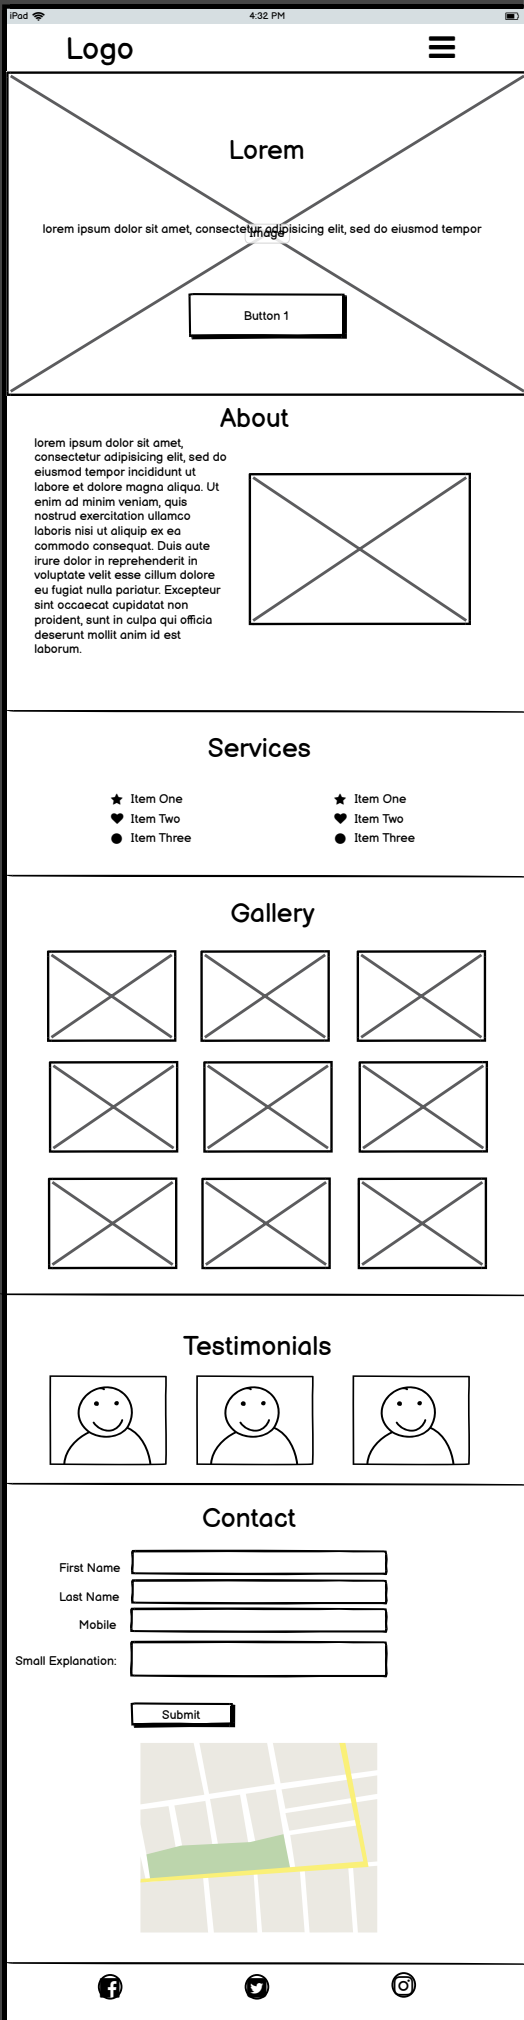 iPad 4:32 PM
Logo
Lorem
lorem ipsum dolor sit amet, consectetur adipisicing elit, sed do eiusmod tempor
Image
Button 1
About
lorem ipsum dolor sit amet,
consectetur adipisicing elit, sed do
eiusmod tempor incididunt ut
labore et dolore magna aliqua. Ut
enim ad minim veniam, quis
nostrud exercitation ullamco
laboris nisi ut aliquip ex ea
commodo consequat. Duis aute
irure dolor in reprehenderit in
voluptate velit esse cillum dolore
eu fugiat nulla pariatur. Excepteur
sint occaecat cupidatat non
proident, sunt in culpa qui officia
deserunt mollit anim id est
laborum.
Services
Item One
Item Two
Item Three
Item One
Item Two
Item Three
Gallery
Testimonials
Contact
First Name
Last Name
Mobile
Small Explanation:
Submit